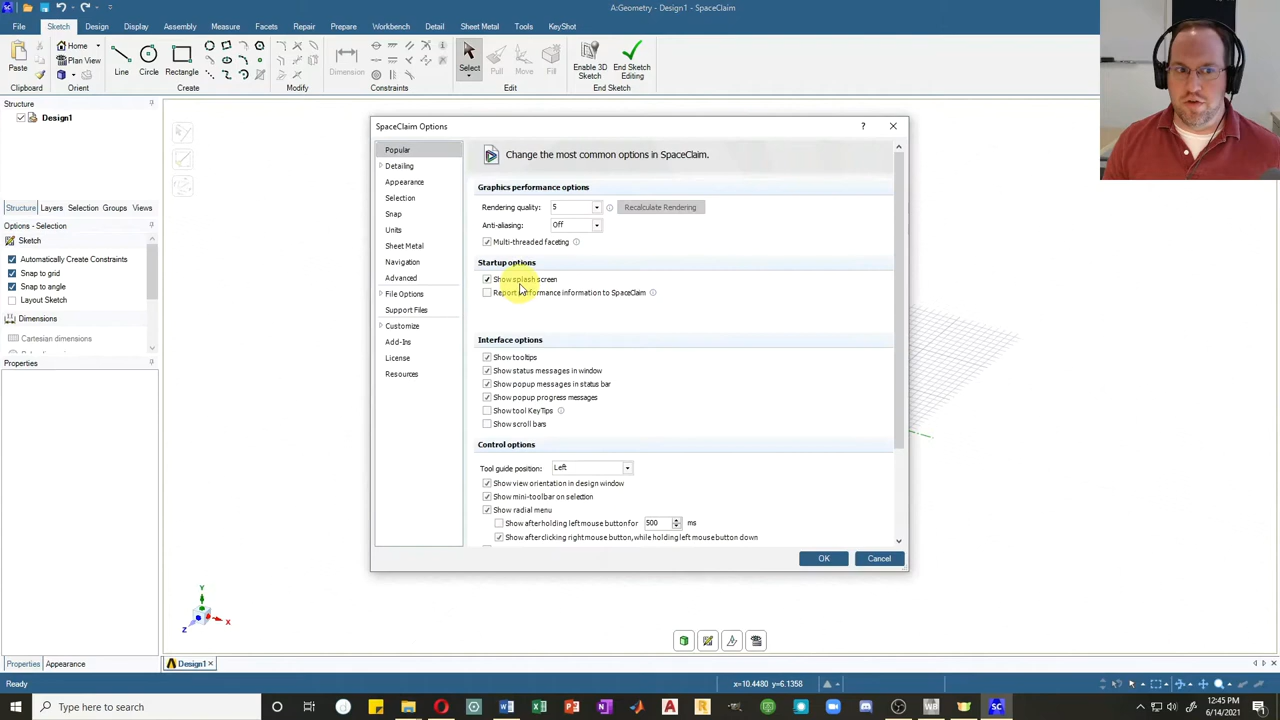 A:Geometry - Design1 - SpaceClaim
File Sketch Design Display Assembly Measure Facets Repair Prepare Workbench Detail Sheet Metal Tools KeyShot
Home
Plan View
Paste
Line
Circle
Rectangle
Dimension
Select
Pull
Move
Fill
Enable 3D Sketch
End Sketch Editing
Clipboard Orient Create Modify Constraints Edit End Sketch
Structure
Design1
Structure Layers Selection Groups Views
Options - Selection
Sketch
Automatically Create Constraints
Snap to grid
Snap to angle
Layout Sketch
Dimensions
Cartesian dimensions
Properties
Properties Appearance
SpaceClaim Options
Popular
Detailing
Appearance
Selection
Snap
Units
Sheet Metal
Navigation
Advanced
File Options
Support Files
Customize
Add-Ins
License
Resources
Change the most common options in SpaceClaim.
Graphics performance options
Rendering quality: 5 Recalculate Rendering
Anti-aliasing: Off
Multi-threaded faceting
Startup options
Show splash screen
Report performance information to SpaceClaim
Interface options
Show tooltips
Show status messages in window
Show popup messages in status bar
Show popup progress messages
Show tool KeyTips
Show scroll bars
Control options
Tool guide position: Left
Show view orientation in design window
Show mini-toolbar on selection
Show radial menu
Show after holding left mouse button for 500 ms
Show after clicking right mouse button, while holding left mouse button down
OK Cancel
Y
X
Z
Design1
Ready
x=10.4480 y=6.1358
Type here to search
12:45 PM
6/14/2021